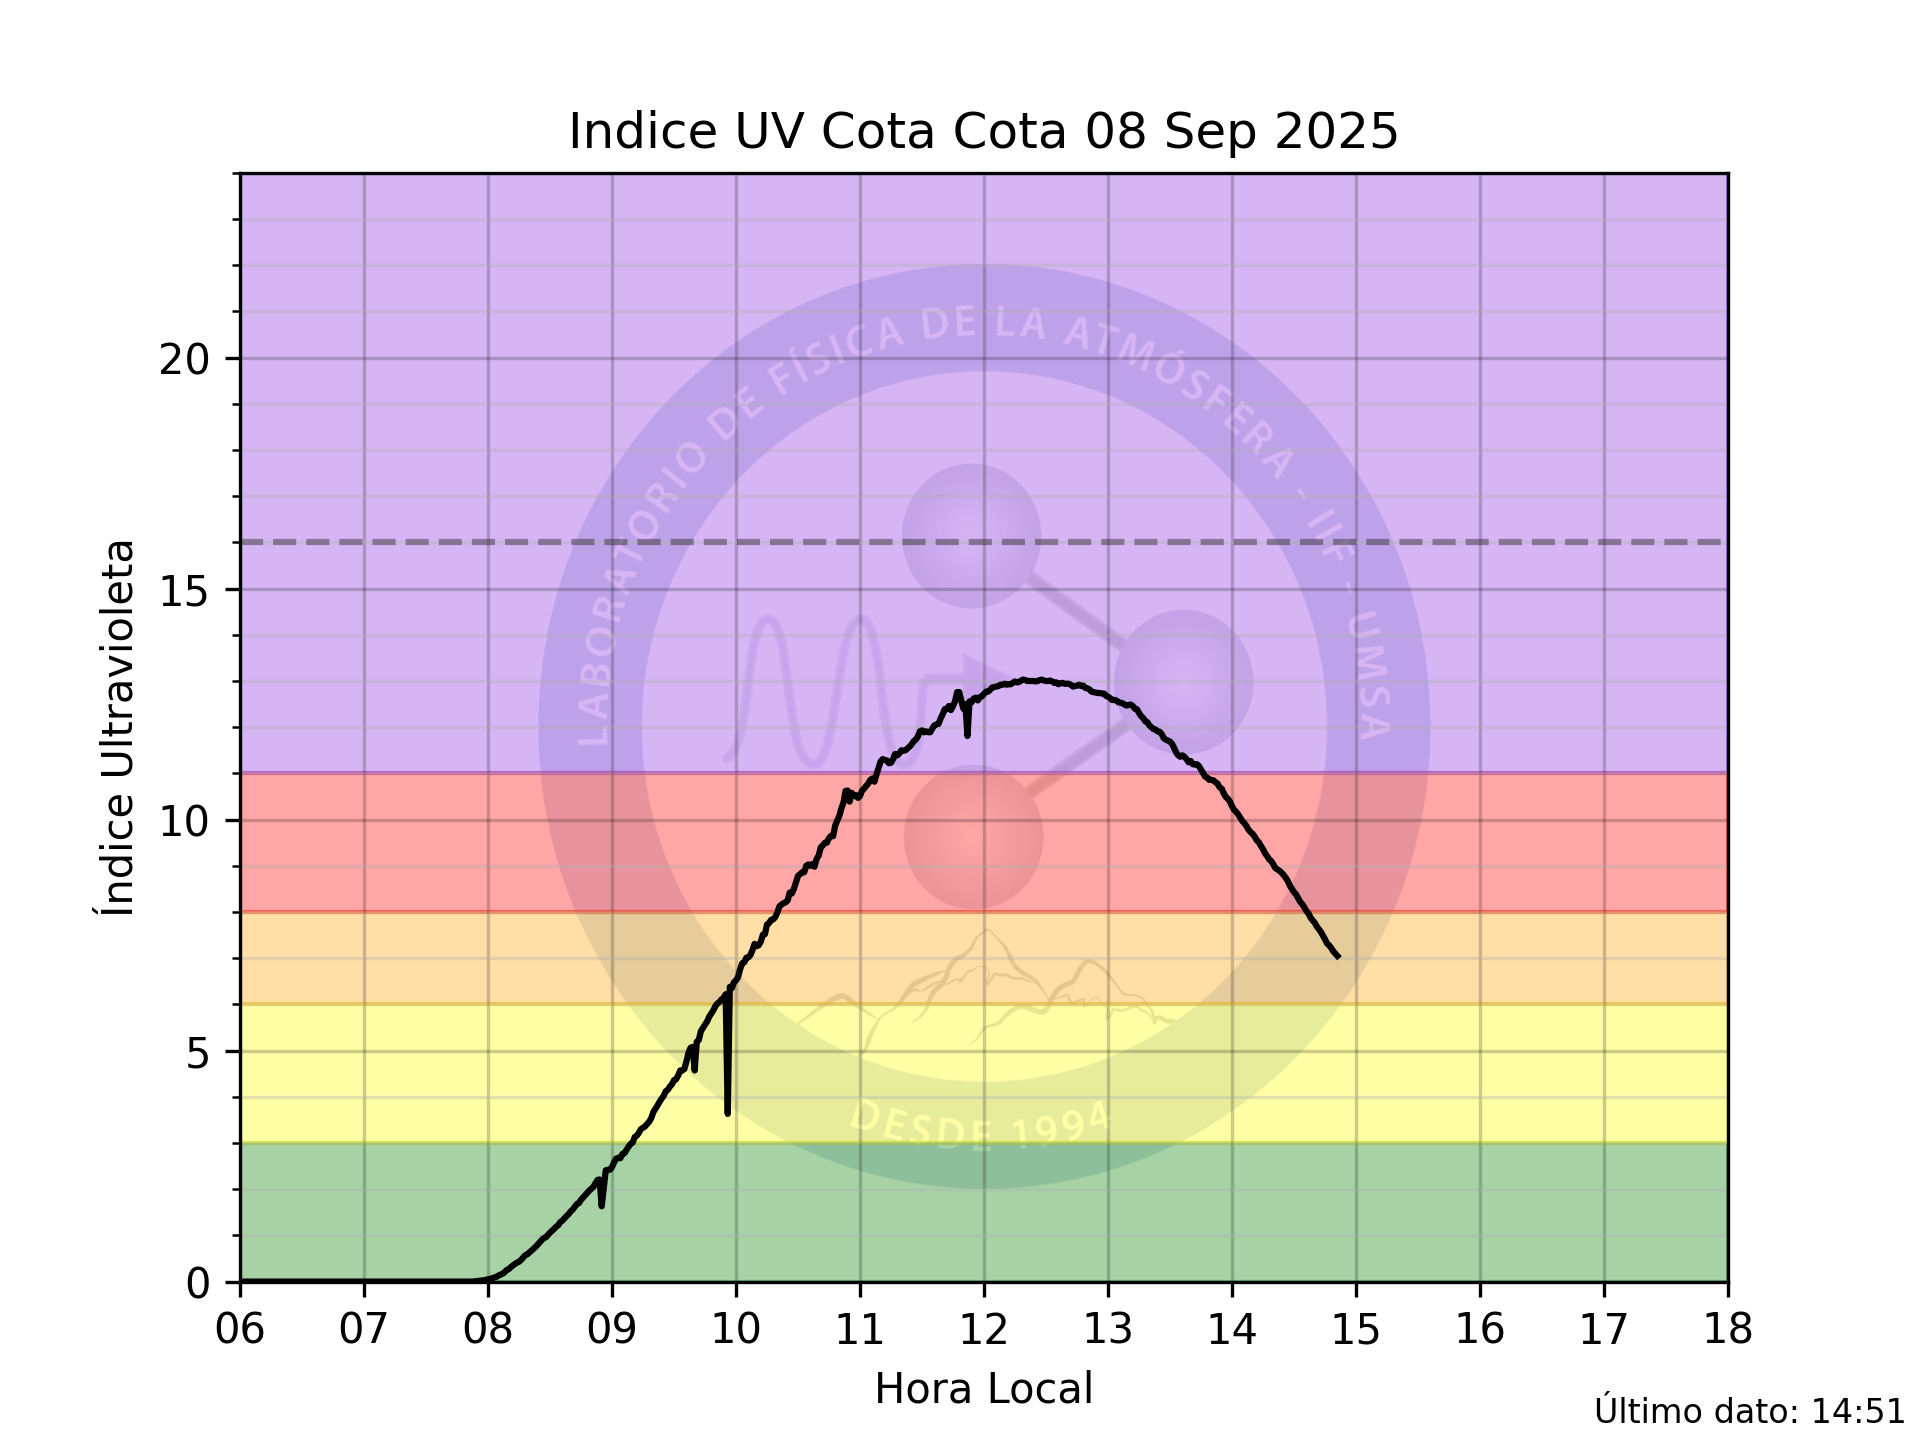 Indice UV Cota Cota 08 Sep 2025
LABORATORIO DE FÍSICA DE LA ATMÓSFERA - IIF - UMSA
DESDE 1994
Índice Ultravioleta
20
15
10
5
0
06 07 08 09 10 11 12 13 14 15 16 17 18
Hora Local
Último dato: 14:51